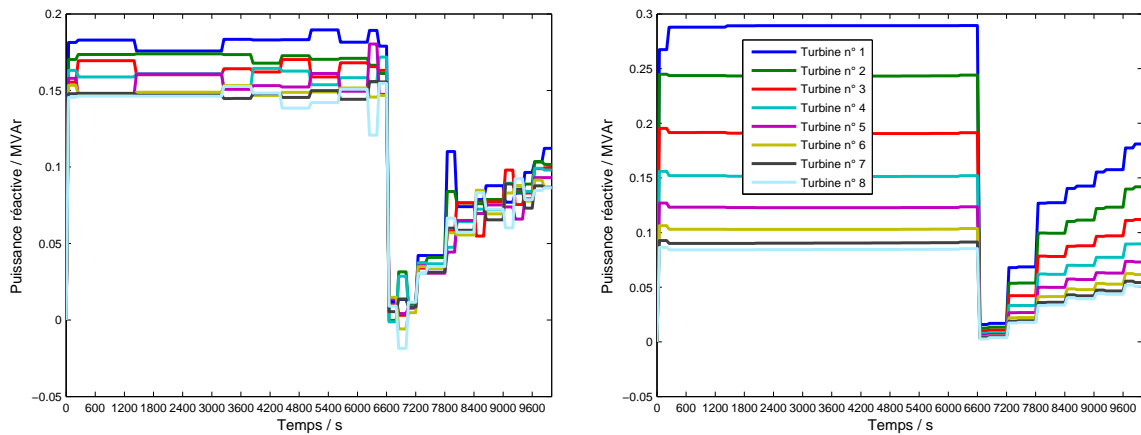 0.2
0.15
0.1
0.05
0
−0.05
Puissance réactive / MVAr
0 600 1200 1800 2400 3000 3600 4200 4800 5400 6000 6600 7200 7800 8400 9000 9600
Temps / s
0.3
0.25
0.2
0.15
0.1
0.05
0
−0.05
Puissance réactive / MVAr
Turbine n° 1
Turbine n° 2
Turbine n° 3
Turbine n° 4
Turbine n° 5
Turbine n° 6
Turbine n° 7
Turbine n° 8
0 600 1200 1800 2400 3000 3600 4200 4800 5400 6000 6600 7200 7800 8400 9000 9600
Temps / s